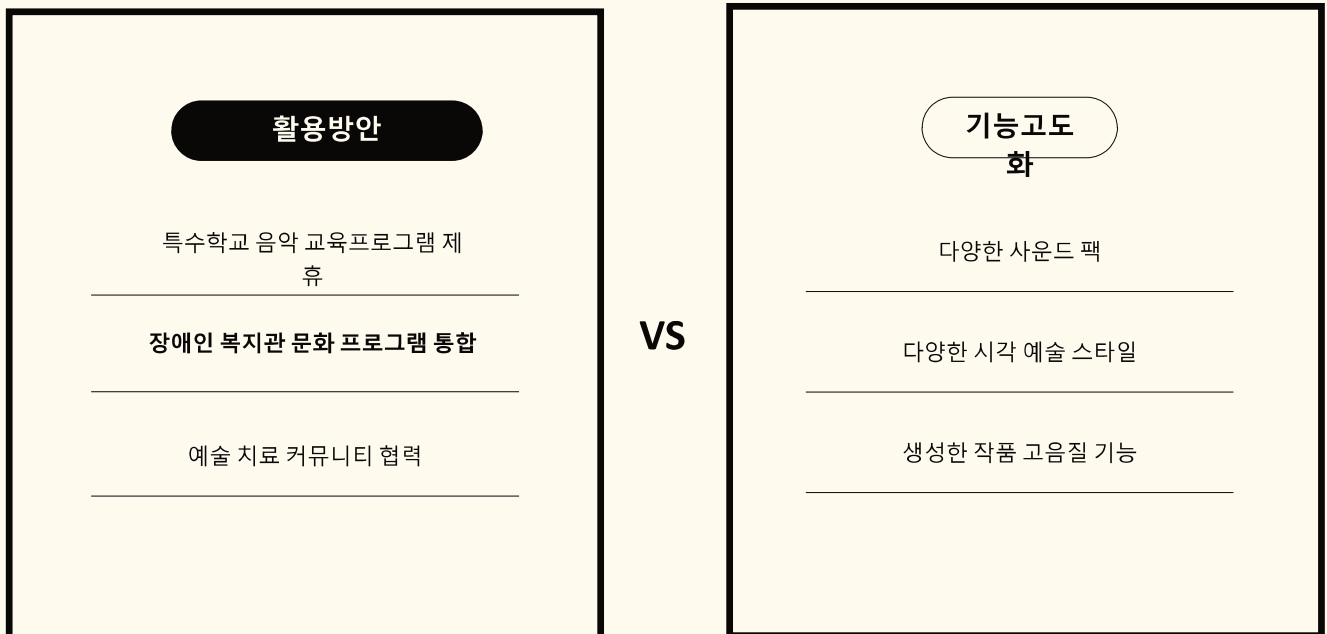 활용방안
특수학교 음악 교육프로그램 제
휴
장애인 복지관 문화 프로그램 통합
예술 치료 커뮤니티 협력
VS
기능고도
화
다양한 사운드 팩
다양한 시각 예술 스타일
생성한 작품 고음질 기능